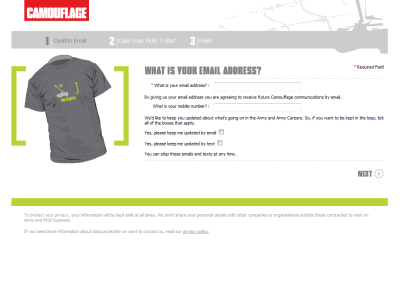 CAMOUFLAGE
1 Confirm Email 2 Claim your FREE T-Shirt 3 Finish
WHAT IS YOUR EMAIL ADDRESS?
* Required Field
* What is your email address? :
By giving us your email address you are agreeing to receive future Camouflage communications by email.
What is your mobile number? :
We'd like to keep you updated about what's going on in the Army and Army Careers. So, if you want to be kept in the loop, tick
all of the boxes that apply.
Yes, please keep me updated by email
Yes, please keep me updated by text
You can stop these emails and texts at any time.
NEXT
To protect your privacy, your information will be kept safe at all times. We don't share your personal details with other companies or organisations outside those contracted to work on
Army and MOD business.
If you need more information about data protection or want to contact us, read our privacy policy.